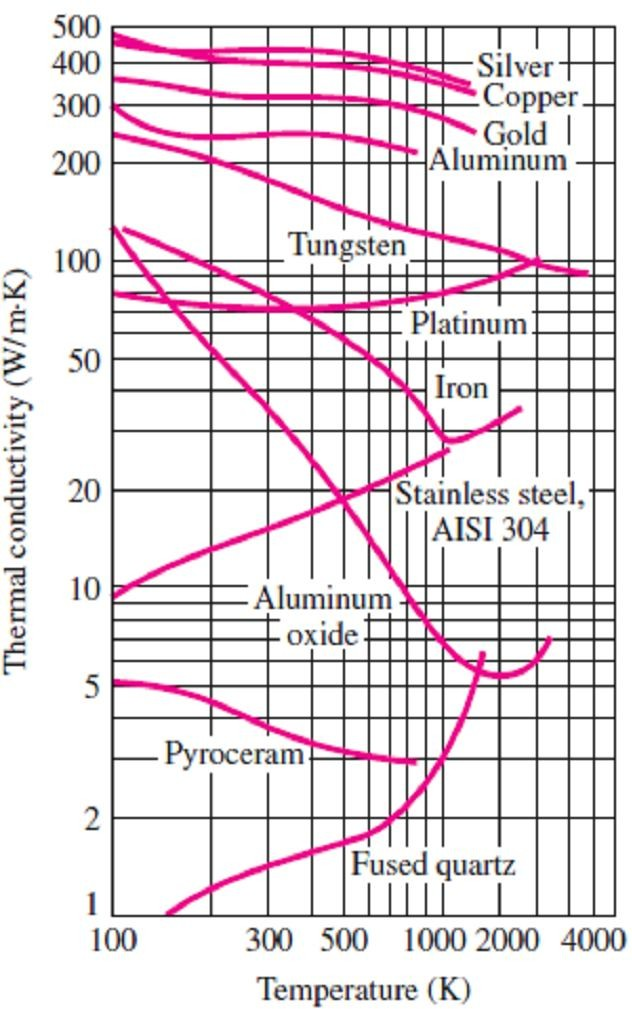 Thermal conductivity (W/m·K)
500
400
300
200
100
50
20
10
5
2
1
Silver
Copper
Gold
Aluminum
Tungsten
Platinum
Iron
Stainless steel,
AISI 304
Aluminum
oxide
Pyroceram
Fused quartz
100 300 500 1000 2000 4000
Temperature (K)